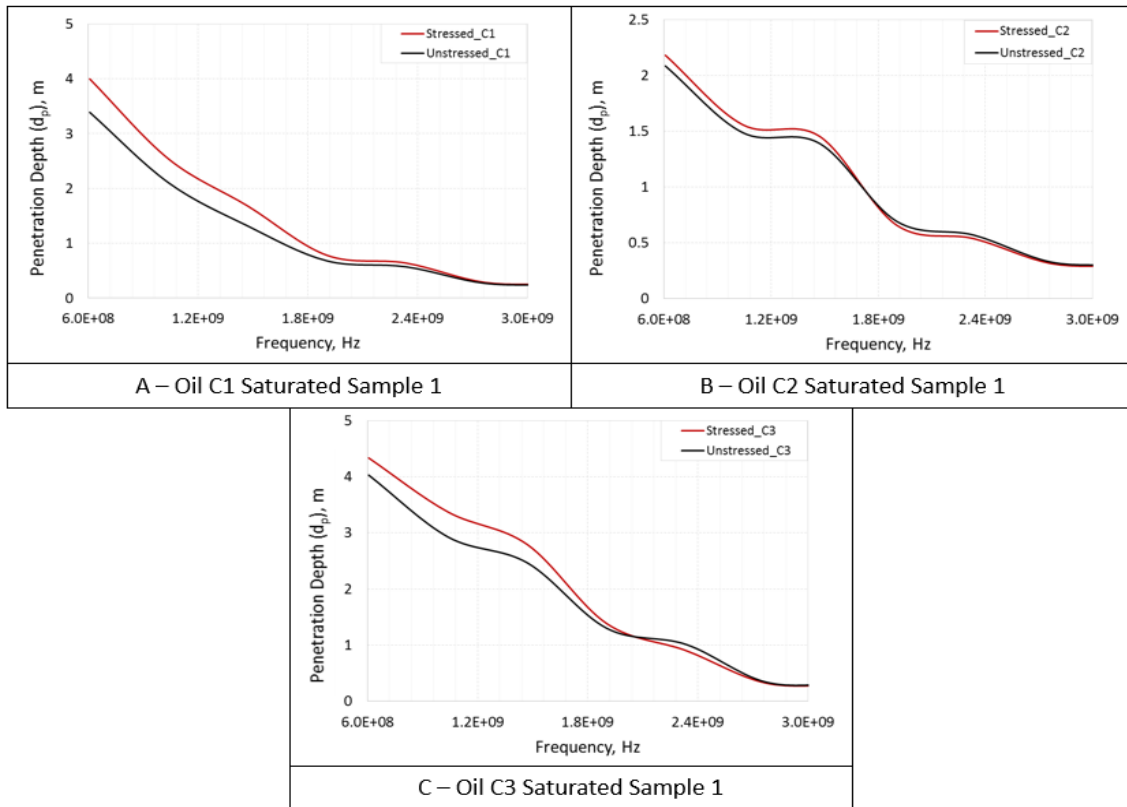 5
4
3
2
1
0
Penetration Depth (dp), m
Stressed_C1
Unstressed_C1
6.0E+08 1.2E+09 1.8E+09 2.4E+09 3.0E+09
Frequency, Hz
A – Oil C1 Saturated Sample 1
2.5
2
1.5
1
0.5
0
Penetration Depth (dp), m
Stressed_C2
Unstressed_C2
6.0E+08 1.2E+09 1.8E+09 2.4E+09 3.0E+09
Frequency, Hz
B – Oil C2 Saturated Sample 1
5
4
3
2
1
0
Penetration Depth (dp), m
Stressed_C3
Unstressed_C3
6.0E+08 1.2E+09 1.8E+09 2.4E+09 3.0E+09
Frequency, Hz
C – Oil C3 Saturated Sample 1